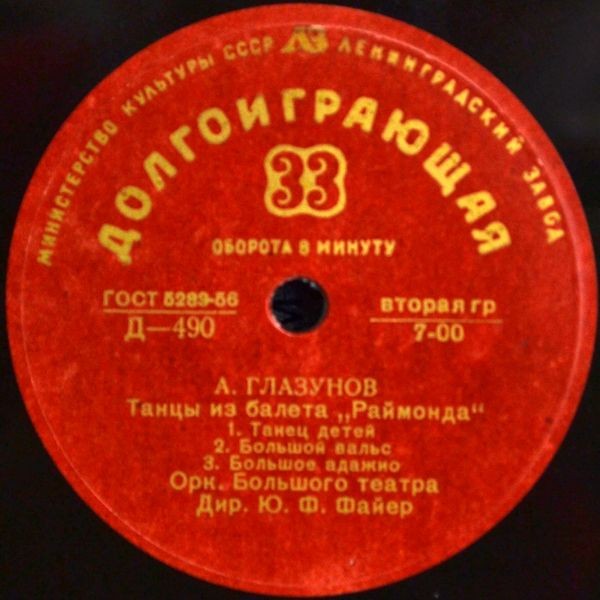 МИНИСТЕРСТВО КУЛЬТУРЫ СССР ЛЗ ЛЕНИНГРАДСКИЙ ЗАВОД
ДОЛГОИГРАЮЩАЯ
33
ОБОРОТА В МИНУТУ
ГОСТ 5289-56
Д—490
ВТОРАЯ ГР
7-00
А. ГЛАЗУНОВ
Танцы из балета „Раймонда“
1. Танец детей
2. Большой вальс
3. Большое адажио
Орк. Большого театра
Дир. Ю. Ф. Файер